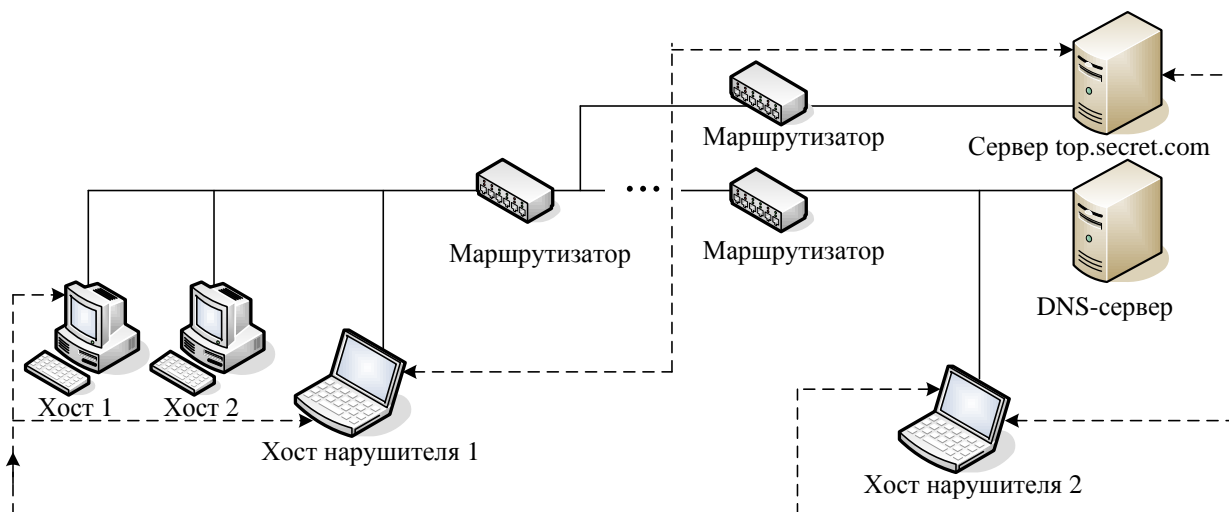 Маршрутизатор
Сервер top.secret.com
Маршрутизатор
Маршрутизатор
DNS-сервер
Хост 1
Хост 2
Хост нарушителя 1
Хост нарушителя 2